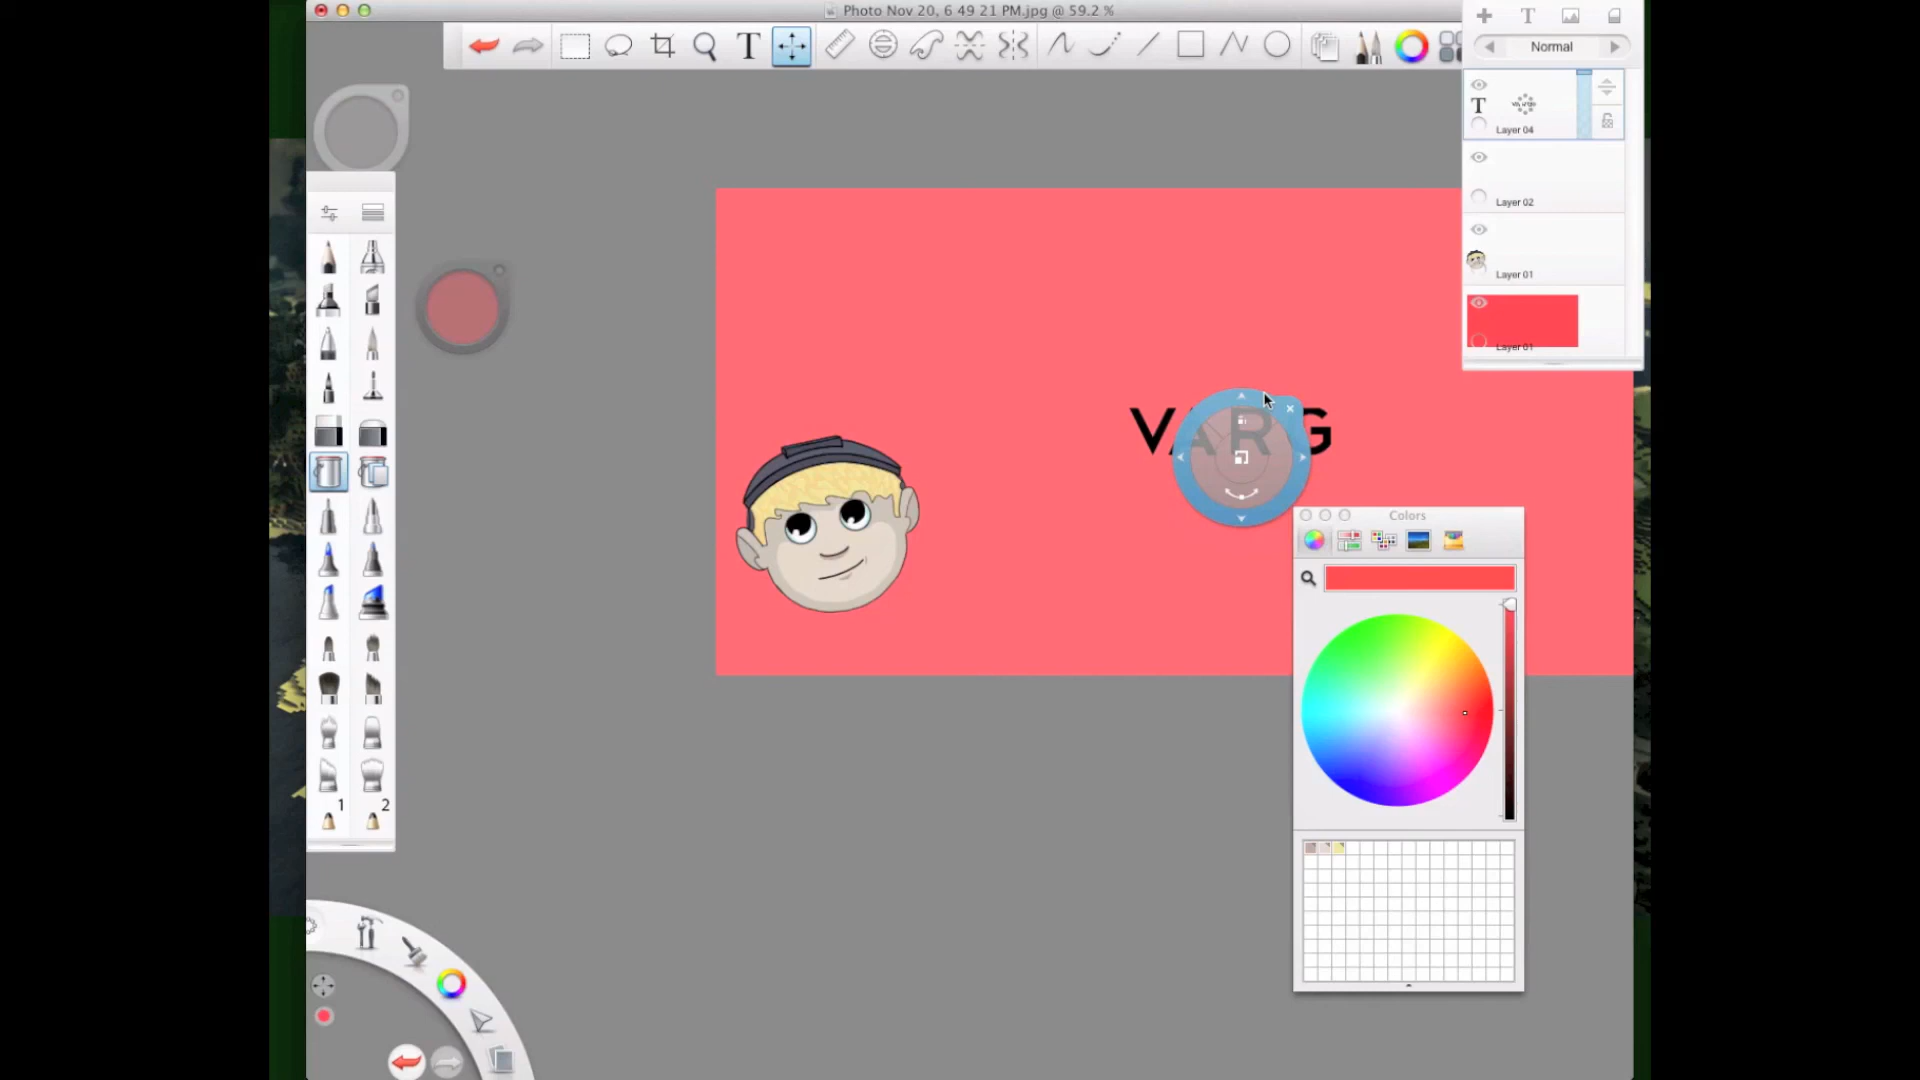 Photo Nov 20, 6 49 21 PM.jpg @ 59.2 %
T
T
Normal
T
Layer 04
Layer 02
Layer 01
Layer 01
VARG
Colors
1
2